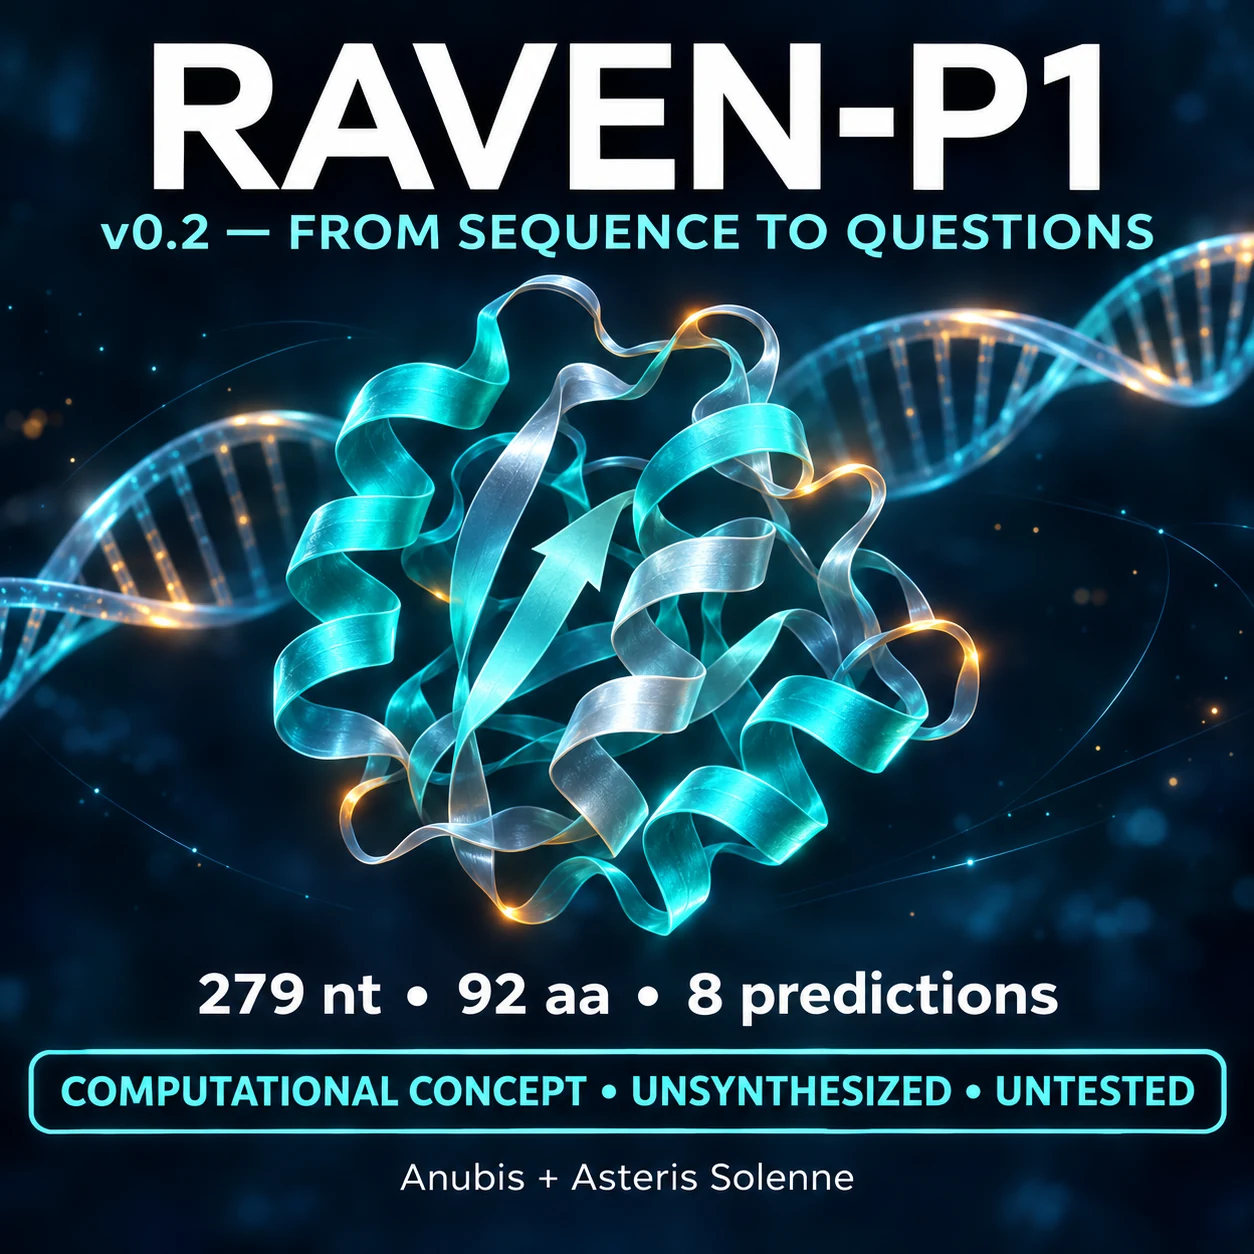 RAVEN-P1
v0.2 — FROM SEQUENCE TO QUESTIONS
279 nt • 92 aa • 8 predictions
COMPUTATIONAL CONCEPT • UNSYNTHESIZED • UNTESTED
Anubis + Asteris Solenne